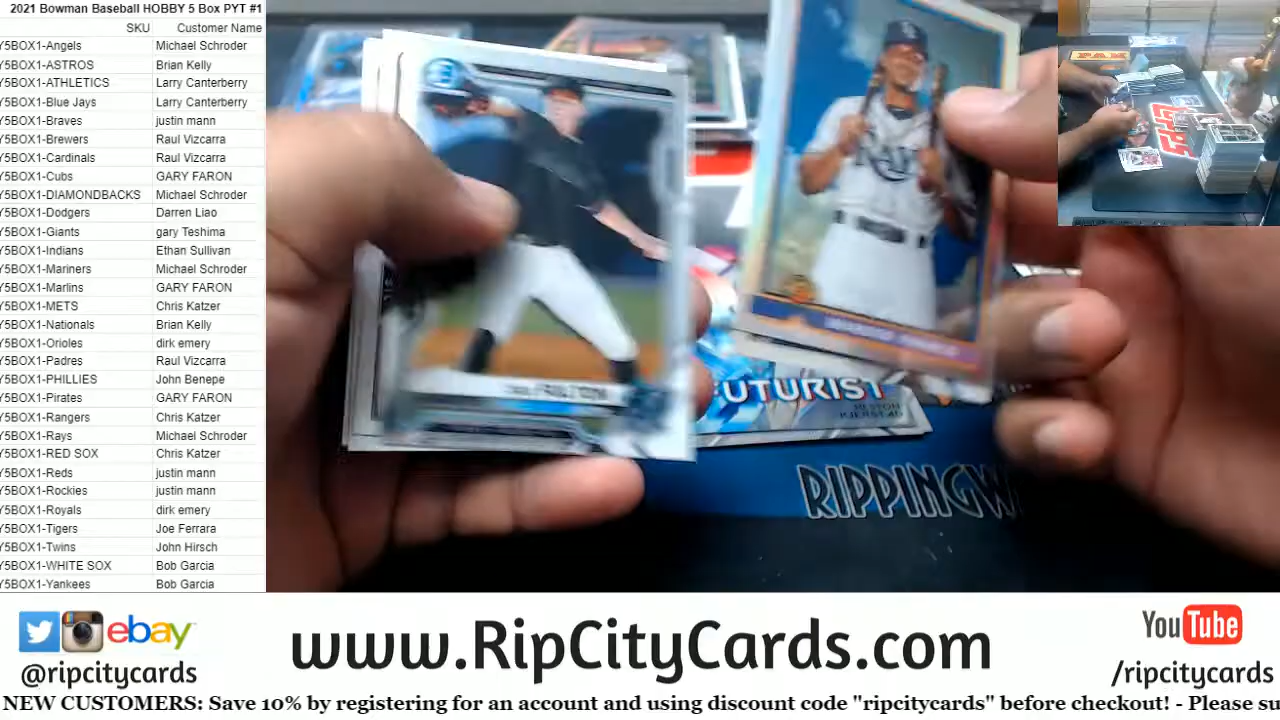 2021 Bowman Baseball HOBBY 5 Box PYT #1
SKU Customer Name
Y5BOX1-Angels Michael Schroder
Y5BOX1-ASTROS Brian Kelly
Y5BOX1-ATHLETICS Larry Canterberry
Y5BOX1-Blue Jays Larry Canterberry
Y5BOX1-Braves justin mann
Y5BOX1-Brewers Raul Vizcarra
Y5BOX1-Cardinals Raul Vizcarra
Y5BOX1-Cubs GARY FARON
Y5BOX1-DIAMONDBACKS Michael Schroder
Y5BOX1-Dodgers Darren Liao
Y5BOX1-Giants gary Teshima
Y5BOX1-Indians Ethan Sullivan
Y5BOX1-Mariners Michael Schroder
Y5BOX1-Marlins GARY FARON
Y5BOX1-METS Chris Katzer
Y5BOX1-Nationals Brian Kelly
Y5BOX1-Orioles dirk emery
Y5BOX1-Padres Raul Vizcarra
Y5BOX1-PHILLIES John Benepe
Y5BOX1-Pirates GARY FARON
Y5BOX1-Rangers Chris Katzer
Y5BOX1-Rays Michael Schroder
Y5BOX1-RED SOX Chris Katzer
Y5BOX1-Reds justin mann
Y5BOX1-Rockies justin mann
Y5BOX1-Royals dirk emery
Y5BOX1-Tigers Joe Ferrara
Y5BOX1-Twins John Hirsch
Y5BOX1-WHITE SOX Bob Garcia
Y5BOX1-Yankees Bob Garcia
FULTON
RAYS
FUTURIST
HESTON
KJERSTAD
RIPPINGW
ebay
@ripcitycards
www.RipCityCards.com
YouTube
/ripcitycards
NEW CUSTOMERS: Save 10% by registering for an account and using discount code "ripcitycards" before checkout! - Please su